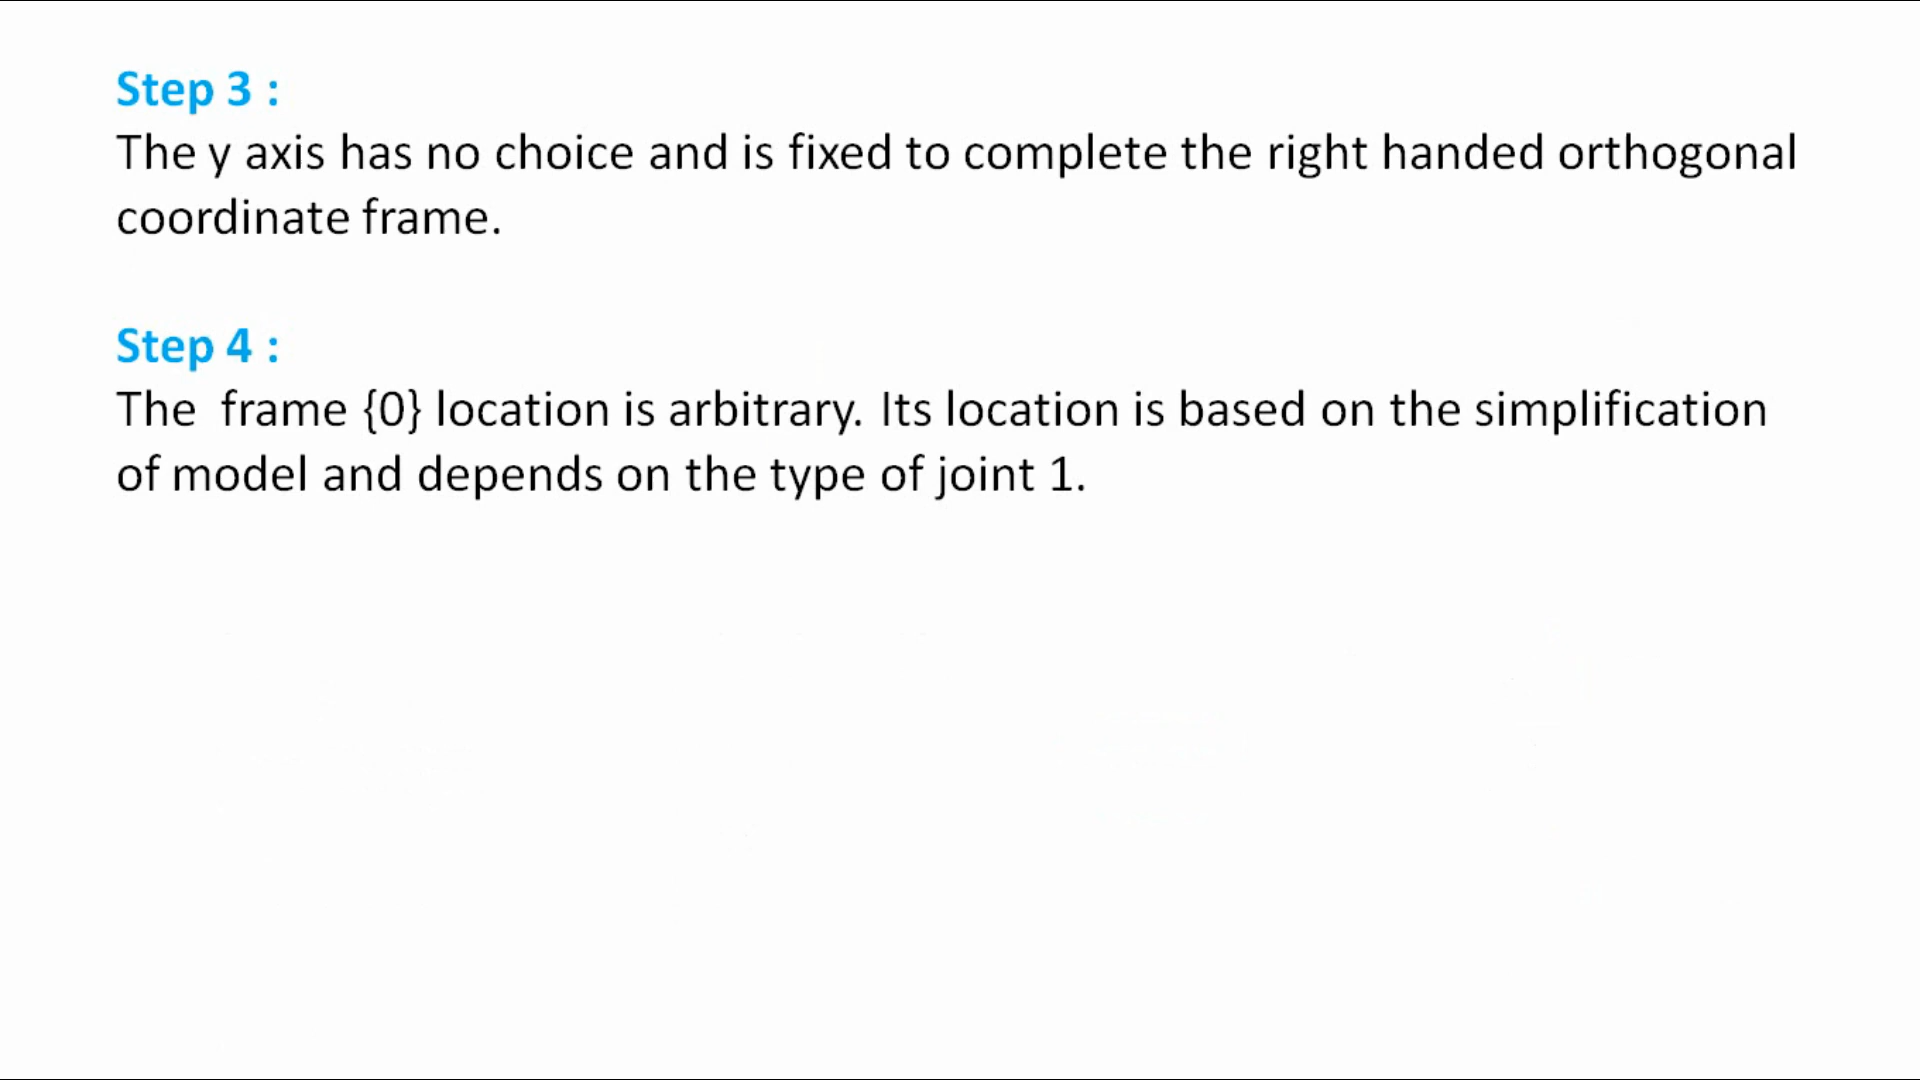 Step 3 :
The y axis has no choice and is fixed to complete the right handed orthogonal
coordinate frame.
Step 4 :
The frame {0} location is arbitrary. Its location is based on the simplification
of model and depends on the type of joint 1.